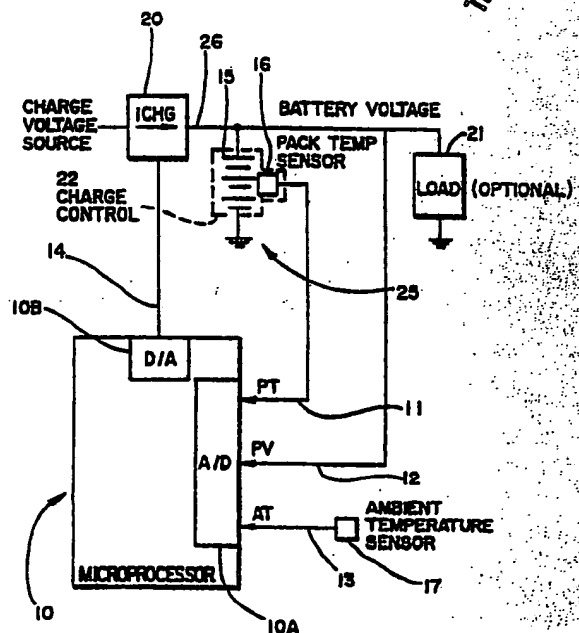 20
26
15
16
CHARGE
VOLTAGE
SOURCE
ICHG
BATTERY VOLTAGE
21
PACK TEMP
SENSOR
22
CHARGE
CONTROL
LOAD (OPTIONAL)
14
25
10B
D/A
PT
11
A/D
PV
12
AT
AMBIENT
TEMPERATURE
SENSOR
13
17
MICROPROCESSOR
10
10A